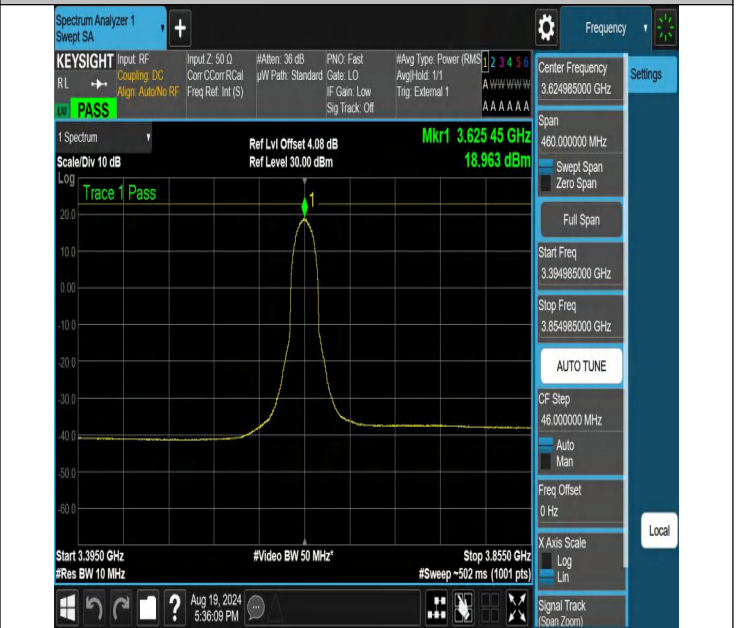 Spectrum Analyzer 1
Swept SA
+
Frequency
KEYSIGHT
RL
PASS
Input: RF
Coupling: DC
Align: Auto/No RF
Input Z: 50 Ω
Corr CCorr RCal
Freq Ref: Int (S)
#Atten: 36 dB
µW Path: Standard
PNO: Fast
Gate: LO
IF Gain: Low
Sig Track: Off
#Avg Type: Power (RMS
Avg|Hold: 1/1
Trig: External 1
1 2 3 4 5 6
A W W W W W
A A A A A A
1 Spectrum
Scale/Div 10 dB
Log
Ref Lvl Offset 4.08 dB
Ref Level 30.00 dBm
Mkr1 3.625 45 GHz
18.963 dBm
Trace 1 Pass
1
20.0
10.0
0.00
-10.0
-20.0
-30.0
-40.0
-50.0
-60.0
Start 3.3950 GHz
#Res BW 10 MHz
#Video BW 50 MHz*
Stop 3.8550 GHz
#Sweep ~502 ms (1001 pts)
Center Frequency
3.624985000 GHz
Settings
Span
460.000000 MHz
Swept Span
Zero Span
Full Span
Start Freq
3.394985000 GHz
Stop Freq
3.854985000 GHz
AUTO TUNE
CF Step
46.000000 MHz
Auto
Man
Freq Offset
0 Hz
X Axis Scale
Log
Lin
Local
Signal Track
(Span Zoom)
?
Aug 19, 2024
5:36:09 PM